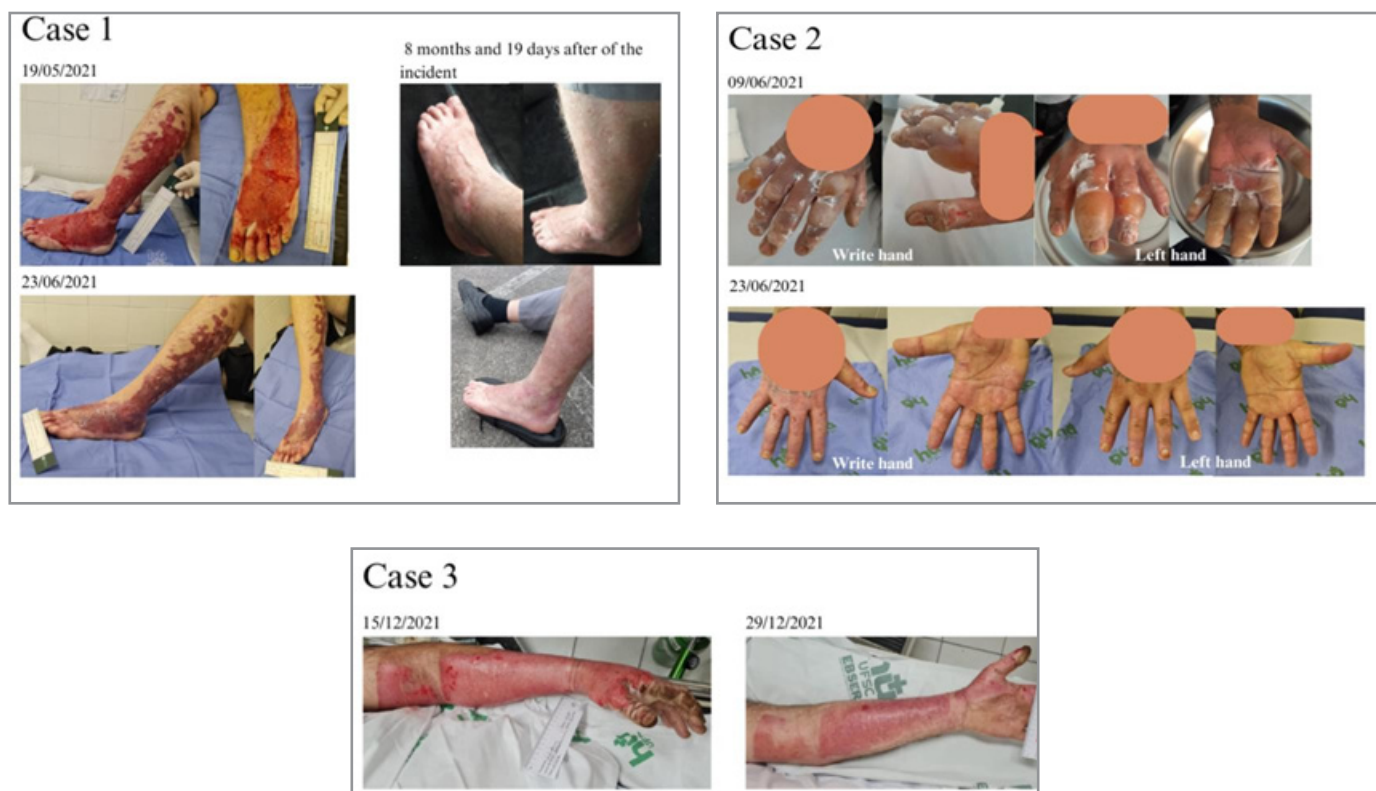 Case 1
19/05/2021
8 months and 19 days after of the
incident
23/06/2021
Case 2
09/06/2021
Write hand
Left hand
23/06/2021
Write hand
Left hand
Case 3
15/12/2021
29/12/2021
UFSC
EBSER